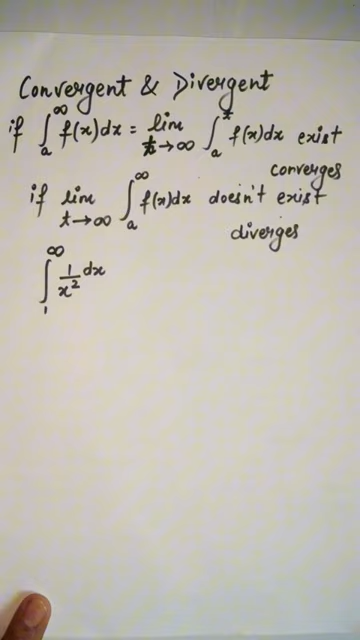 Convergent & Divergent
if ∫_a^∞ f(x)dx = lim_{t→∞} ∫_a^t f(x)dx exist
converges
if lim_{t→∞} ∫_a^∞ f(x)dx doesn't exist
diverges
∫_1^∞ 1/x² dx